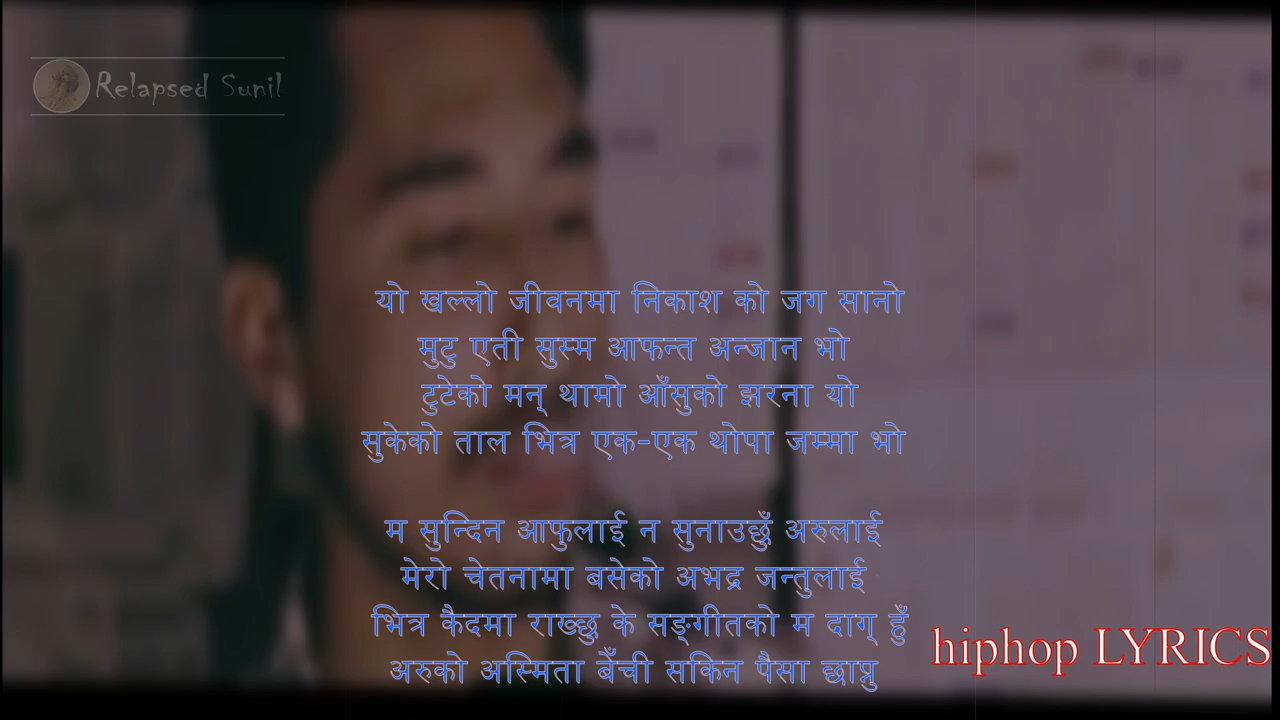 Relapsed Sunil
यो खल्लो जीवनमा निकाश को जग सानो
मुटु एती सुस्म आफन्त अन्जान भो
टुटेको मन् थामो आँसुको झरना यो
सुकेको ताल भित्र एक-एक थोपा जम्मा भो
म सुन्दिन आफुलाई न सुनाउछुँ अरुलाई
मेरो चेतनामा बसेको अभद्र जन्तुलाई
भित्र कैदमा राख्छु के सङ्गीतको म दाग् हुँ
अरुको अस्मिता बेँची सकिन पैसा छाप्नु
hiphop LYRICS